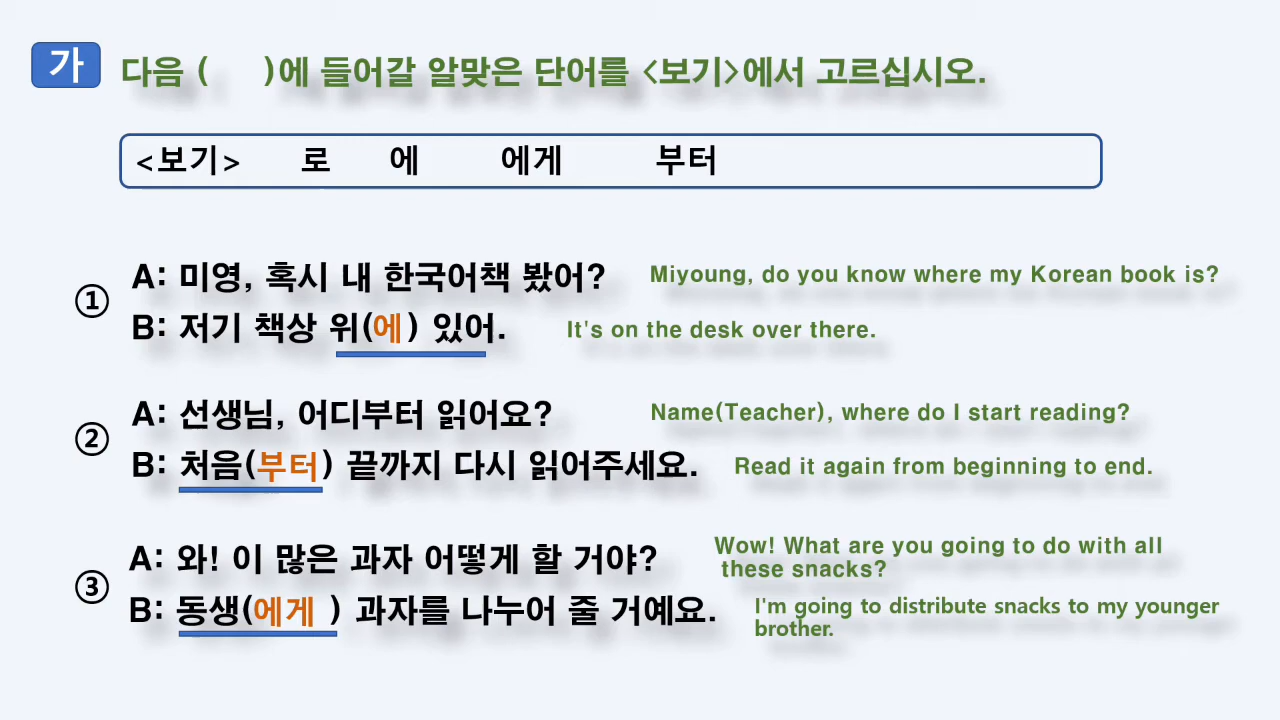 가 다음 ( )에 들어갈 알맞은 단어를 <보기>에서 고르십시오.
<보기> 로 에 에게 부터
① A: 미영, 혹시 내 한국어책 봤어? Miyoung, do you know where my Korean book is?
B: 저기 책상 위(에) 있어. It's on the desk over there.
② A: 선생님, 어디부터 읽어요? Name(Teacher), where do I start reading?
B: 처음(부터) 끝까지 다시 읽어주세요. Read it again from beginning to end.
③ A: 와! 이 많은 과자 어떻게 할 거야? Wow! What are you going to do with all
these snacks?
B: 동생(에게 ) 과자를 나누어 줄 거예요. I'm going to distribute snacks to my younger
brother.